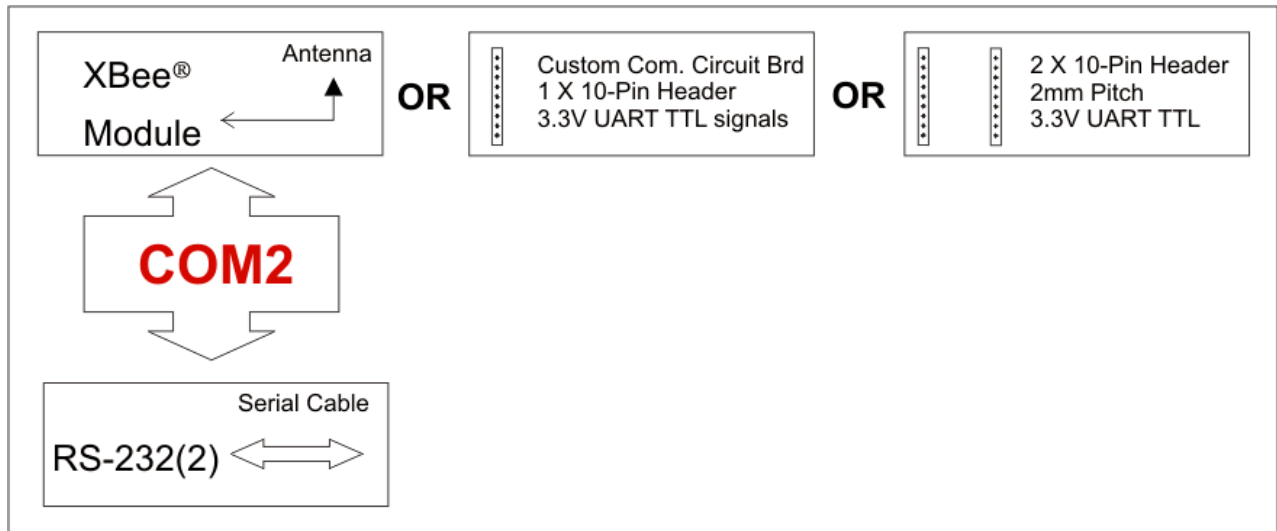 XBee®
Module
Antenna
OR
Custom Com. Circuit Brd
1 X 10-Pin Header
3.3V UART TTL signals
OR
2 X 10-Pin Header
2mm Pitch
3.3V UART TTL
COM2
Serial Cable
RS-232(2)